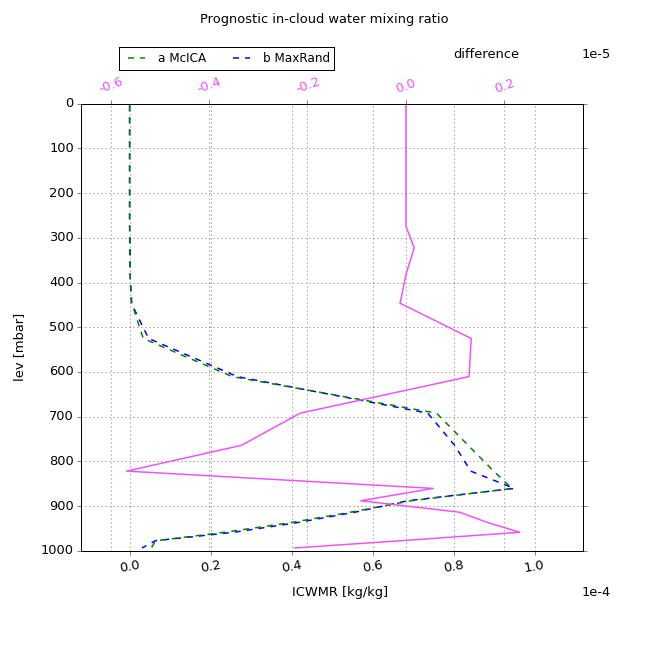 Prognostic in-cloud water mixing ratio
a McICA b MaxRand
difference 1e-5
-0.6 -0.4 -0.2 0.0 0.2
0
100
200
300
400
500
600
700
800
900
1000
lev [mbar]
0.0 0.2 0.4 0.6 0.8 1.0
ICWMR [kg/kg] 1e-4